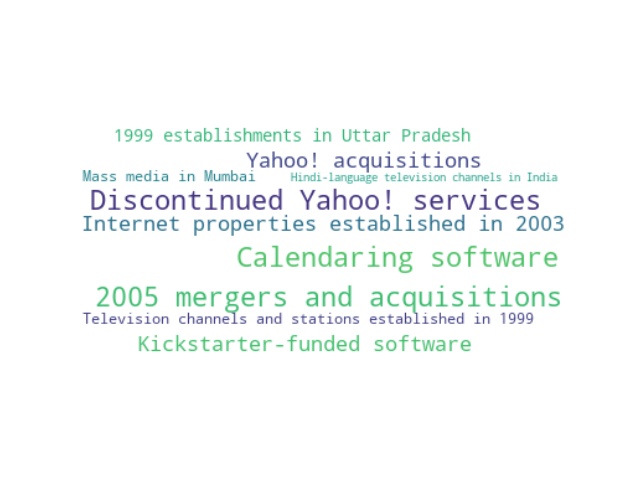 1999 establishments in Uttar Pradesh
Yahoo! acquisitions
Mass media in Mumbai
Hindi-language television channels in India
Discontinued Yahoo! services
Internet properties established in 2003
Calendaring software
2005 mergers and acquisitions
Television channels and stations established in 1999
Kickstarter-funded software